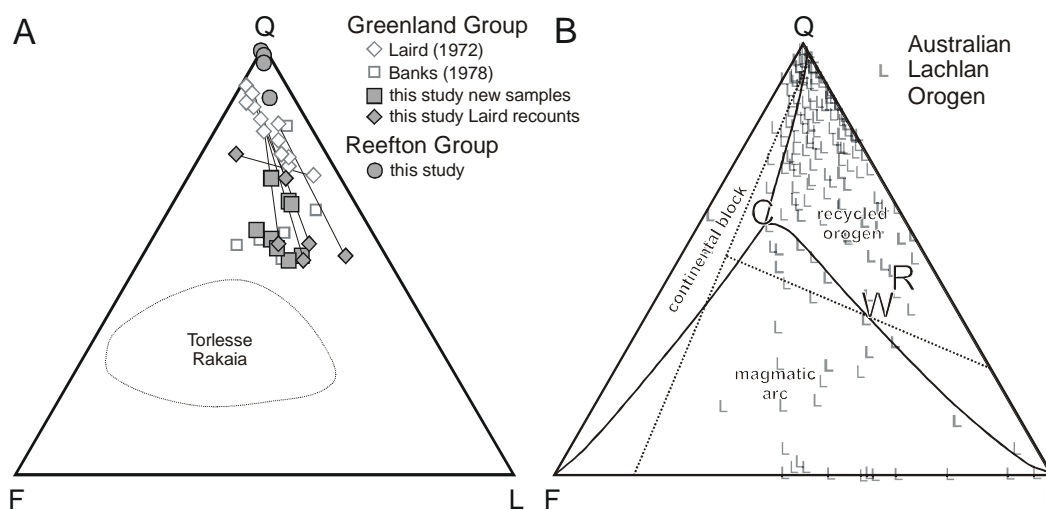 A
Q
Greenland Group
Laird (1972)
Banks (1978)
this study new samples
this study Laird recounts
Reefton Group
this study
Torlesse
Rakaia
F
L
B
Q
L
Australian
Lachlan
Orogen
continental block
C
recycled
orogen
R
W
magmatic
arc
F